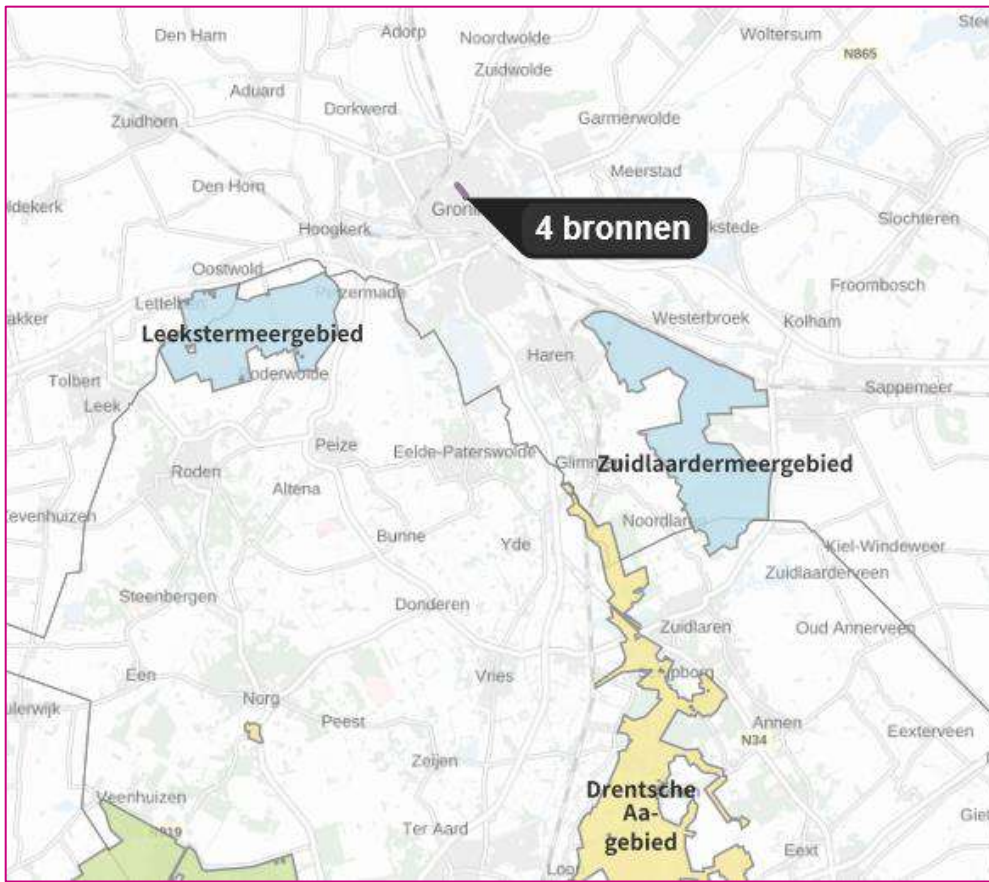 Den Ham
Adorp
Noordwolde
Woltersum
N865
Zuidwolde
Aduard
Dorkwerd
Garmerwolde
Zuidhorn
Meerstad
Den Horn
Slochteren
Hoogkerk
4 bronnen
Oostwold
Froombosch
Westerbroek
Kolham
Leekstermeergebied
Haren
Tolbert
Sappemeer
Leek
Peize
Eelde-Paterswolde
Roden
Zuidlaardermeergebied
Altena
Bunne
Yde
Kiel-Windeweer
Zuidlaarderveen
Steenbergen
Donderen
Zuidlaren
Oud Annerveen
Een
Vries
Norg
Peest
Annen
Eexterveen
N34
Zeijen
Veenhuizen
Drentsche
Aa-
gebied
Ter Aard
Eext